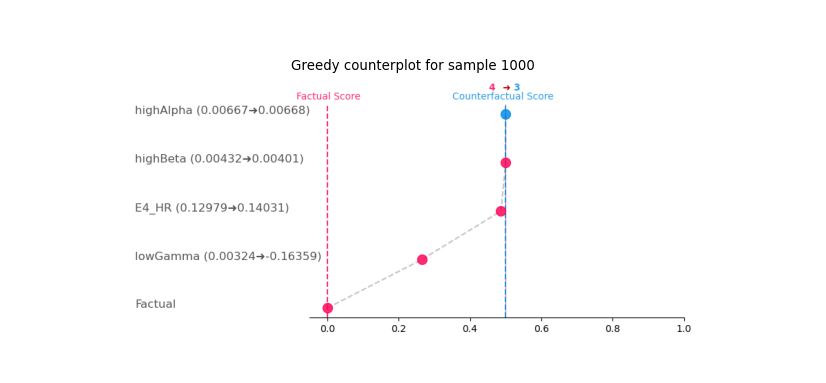 Greedy counterplot for sample 1000
4 ➜ 3
Factual Score
Counterfactual Score
highAlpha (0.00667➜0.00668)
highBeta (0.00432➜0.00401)
E4_HR (0.12979➜0.14031)
lowGamma (0.00324➜-0.16359)
Factual
0.0 0.2 0.4 0.6 0.8 1.0